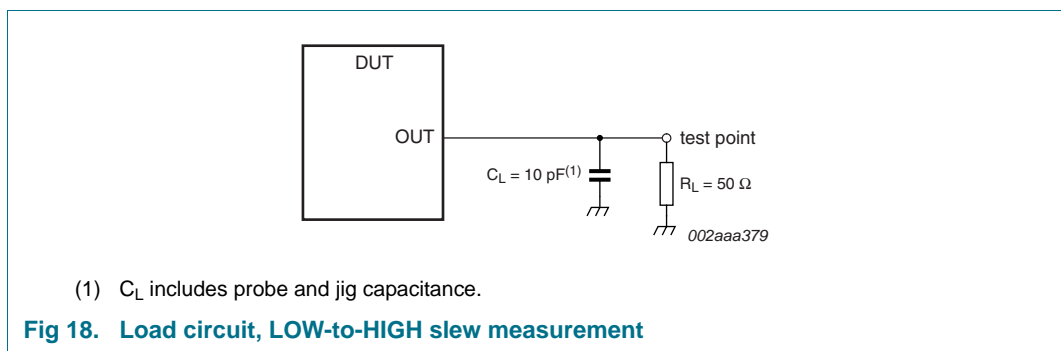 DUT
OUT
test point
C_L = 10 pF(1)
R_L = 50 Ω
002aaa379
(1) C_L includes probe and jig capacitance.
Fig 18. Load circuit, LOW-to-HIGH slew measurement